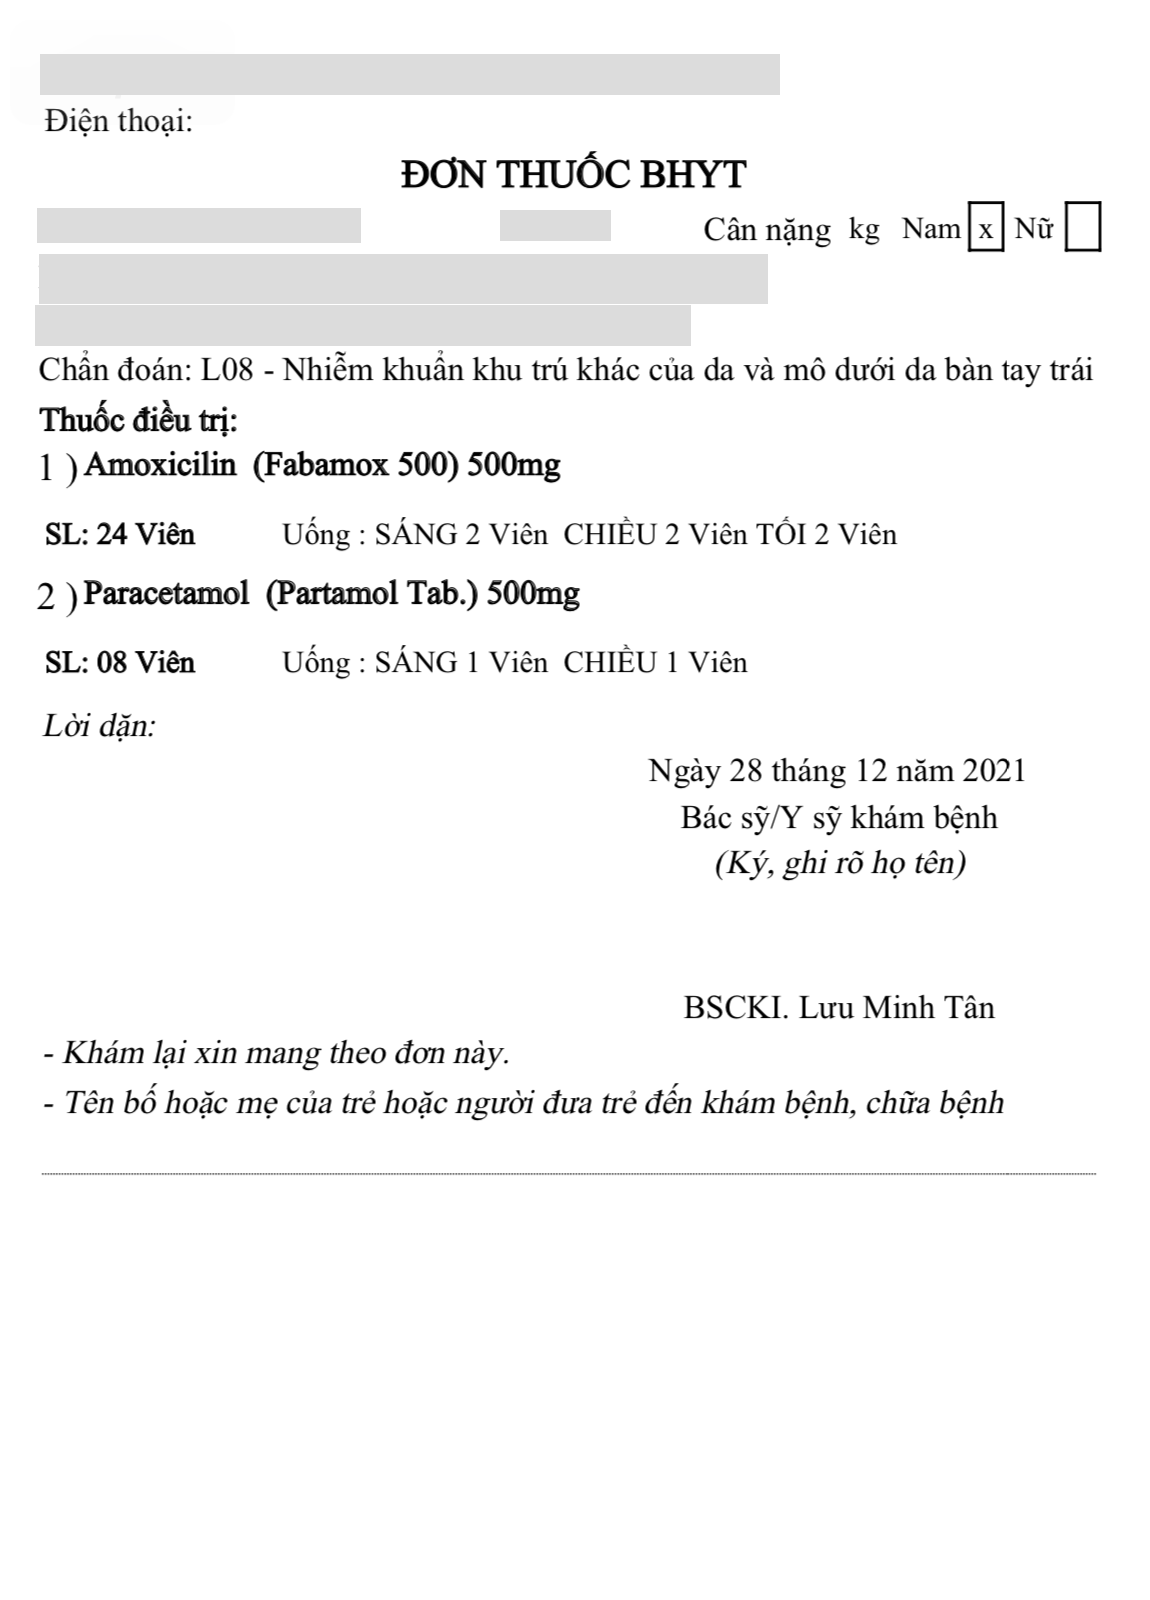 Điện thoại:
ĐƠN THUỐC BHYT
Cân nặng kg Nam x Nữ
Chẩn đoán: L08 - Nhiễm khuẩn khu trú khác của da và mô dưới da bàn tay trái
Thuốc điều trị:
1 ) Amoxicilin (Fabamox 500) 500mg
SL: 24 Viên Uống : SÁNG 2 Viên CHIỀU 2 Viên TỐI 2 Viên
2 ) Paracetamol (Partamol Tab.) 500mg
SL: 08 Viên Uống : SÁNG 1 Viên CHIỀU 1 Viên
Lời dặn:
Ngày 28 tháng 12 năm 2021
Bác sỹ/Y sỹ khám bệnh
(Ký, ghi rõ họ tên)
BSCKI. Lưu Minh Tân
- Khám lại xin mang theo đơn này.
- Tên bố hoặc mẹ của trẻ hoặc người đưa trẻ đến khám bệnh, chữa bệnh